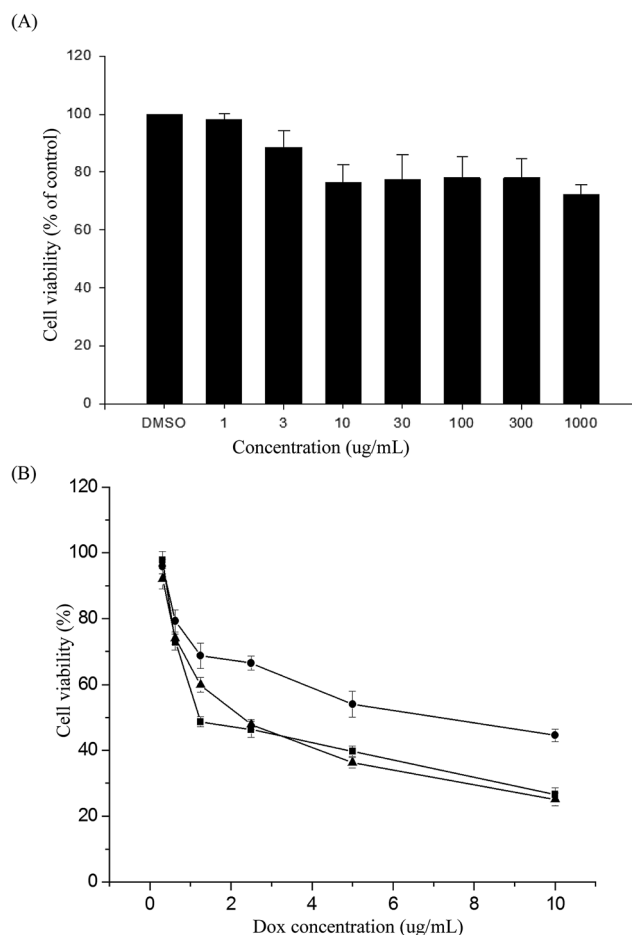 (A)
120
100
80
60
40
20
0
Cell viability (% of control)
DMSO 1 3 10 30 100 300 1000
Concentration (ug/mL)
(B)
120
100
80
60
40
20
0
Cell viability (%)
0 2 4 6 8 10
Dox concentration (ug/mL)